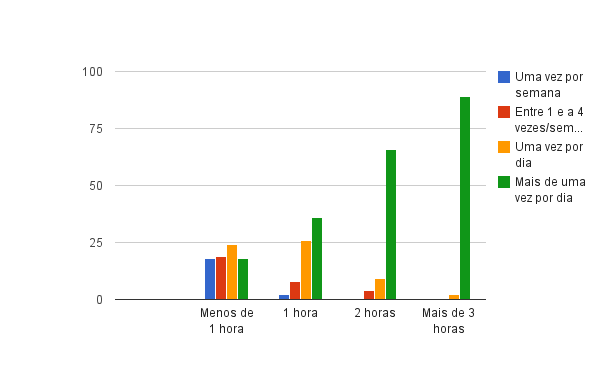 100
75
50
25
0
Menos de
1 hora
1 hora
2 horas
Mais de 3
horas
Uma vez por
semana
Entre 1 e a 4
vezes/sem...
Uma vez por
dia
Mais de uma
vez por dia